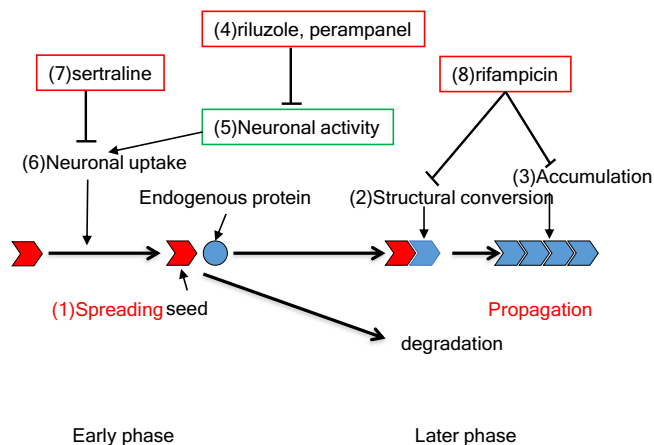 (4)riluzole, perampanel
(7)sertraline
(8)rifampicin
(5)Neuronal activity
(6)Neuronal uptake
(3)Accumulation
Endogenous protein
(2)Structural conversion
(1)Spreading seed
Propagation
degradation
Early phase
Later phase